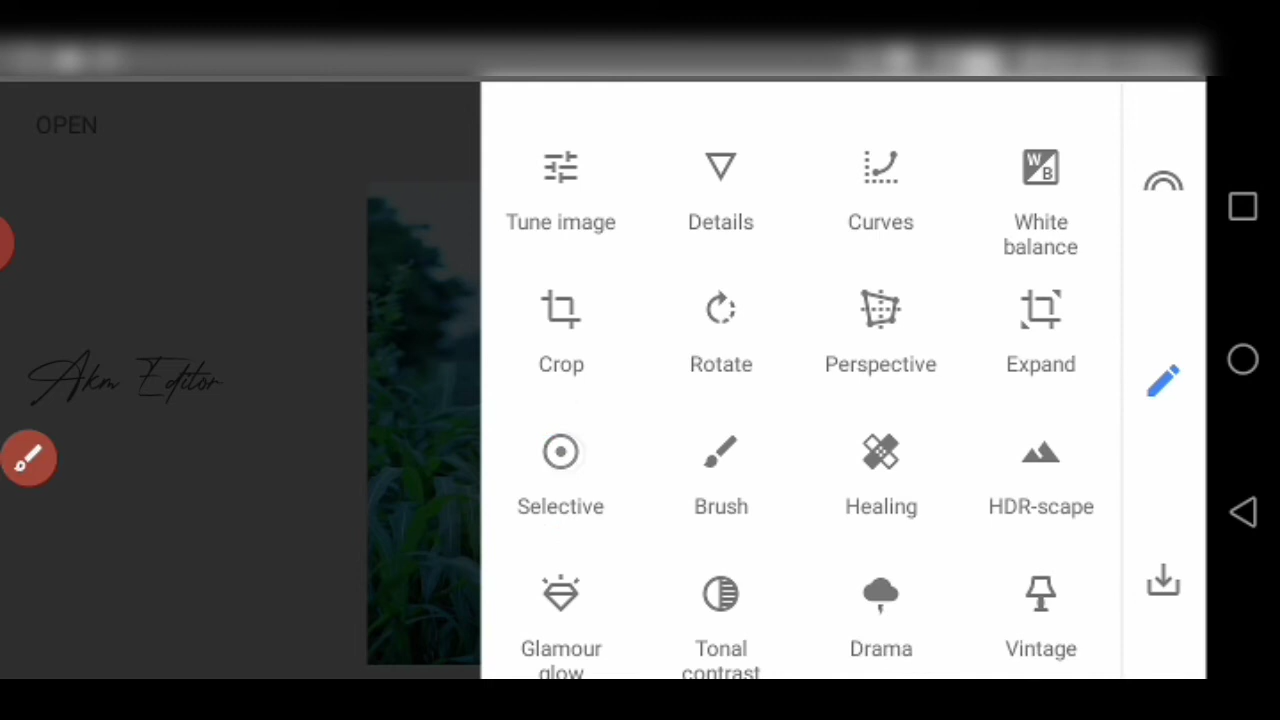 OPEN
Tune image
Details
Curves
White
balance
Crop
Rotate
Perspective
Expand
Akm Editor
Selective
Brush
Healing
HDR-scape
Glamour
glow
Tonal
contrast
Drama
Vintage